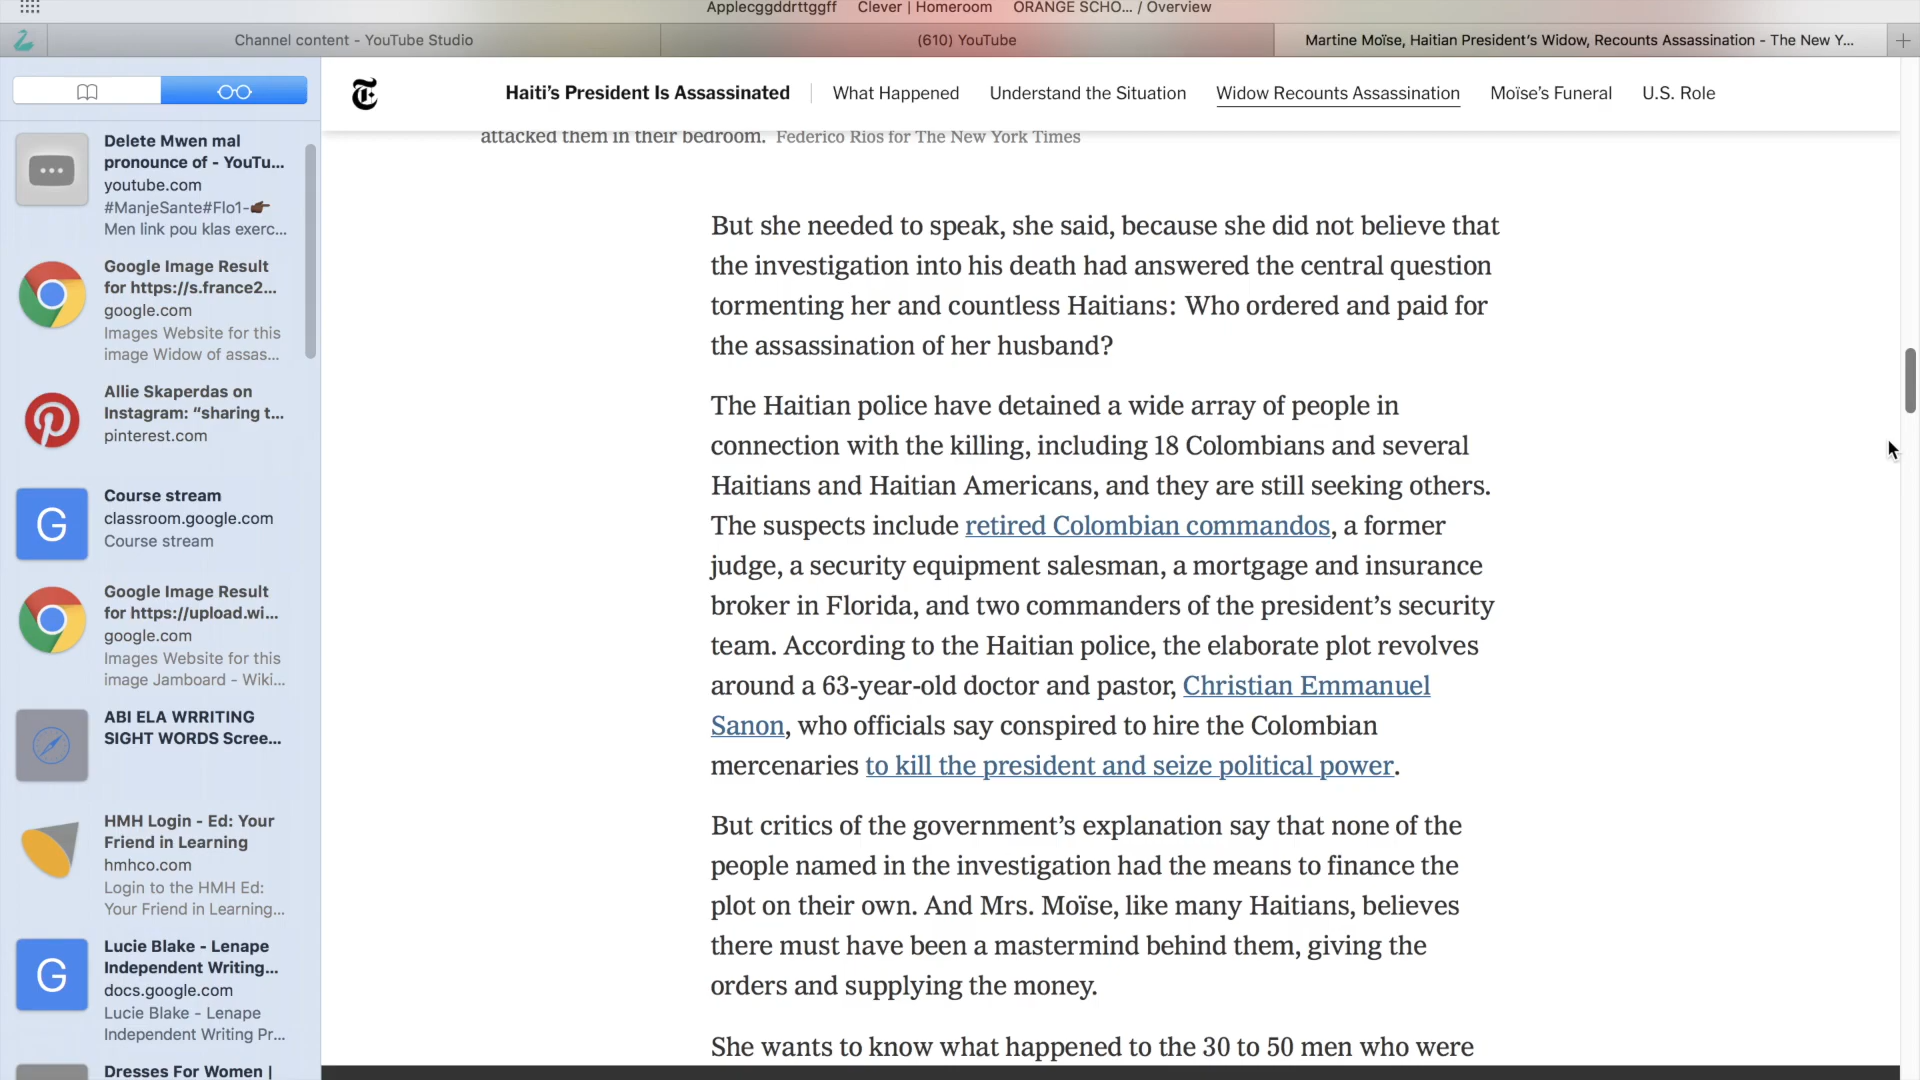 Applecggddrttggff Clever | Homeroom ORANGE SCHO... / Overview
Channel content - YouTube Studio (610) YouTube Martine Moïse, Haitian President's Widow, Recounts Assassination - The New Y...
Haiti's President Is Assassinated What Happened Understand the Situation Widow Recounts Assassination Moïse's Funeral U.S. Role
Delete Mwen mal
pronounce of - YouTu...
youtube.com
#ManjeSante#Flo1-👉🏿
Men link pou klas exerc...
Google Image Result
for https://s.france2...
google.com
Images Website for this
image Widow of assas...
Allie Skaperdas on
Instagram: “sharing t...
pinterest.com
G
Course stream
classroom.google.com
Course stream
Google Image Result
for https://upload.wi...
google.com
Images Website for this
image Jamboard - Wiki...
ABI ELA WRRITING
SIGHT WORDS Scree...
HMH Login - Ed: Your
Friend in Learning
hmhco.com
Login to the HMH Ed:
Your Friend in Learning...
G
Lucie Blake - Lenape
Independent Writing...
docs.google.com
Lucie Blake - Lenape
Independent Writing Pr...
Dresses For Women |
attacked them in their bedroom. Federico Rios for The New York Times
But she needed to speak, she said, because she did not believe that
the investigation into his death had answered the central question
tormenting her and countless Haitians: Who ordered and paid for
the assassination of her husband?
The Haitian police have detained a wide array of people in
connection with the killing, including 18 Colombians and several
Haitians and Haitian Americans, and they are still seeking others.
The suspects include retired Colombian commandos, a former
judge, a security equipment salesman, a mortgage and insurance
broker in Florida, and two commanders of the president's security
team. According to the Haitian police, the elaborate plot revolves
around a 63-year-old doctor and pastor, Christian Emmanuel
Sanon, who officials say conspired to hire the Colombian
mercenaries to kill the president and seize political power.
But critics of the government's explanation say that none of the
people named in the investigation had the means to finance the
plot on their own. And Mrs. Moïse, like many Haitians, believes
there must have been a mastermind behind them, giving the
orders and supplying the money.
She wants to know what happened to the 30 to 50 men who were